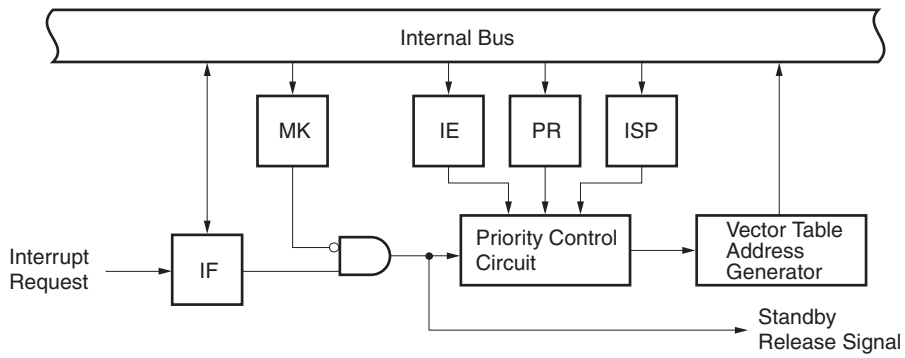 Internal Bus
MK
IE
PR
ISP
Interrupt
Request
IF
Priority Control
Circuit
Vector Table
Address
Generator
Standby
Release Signal